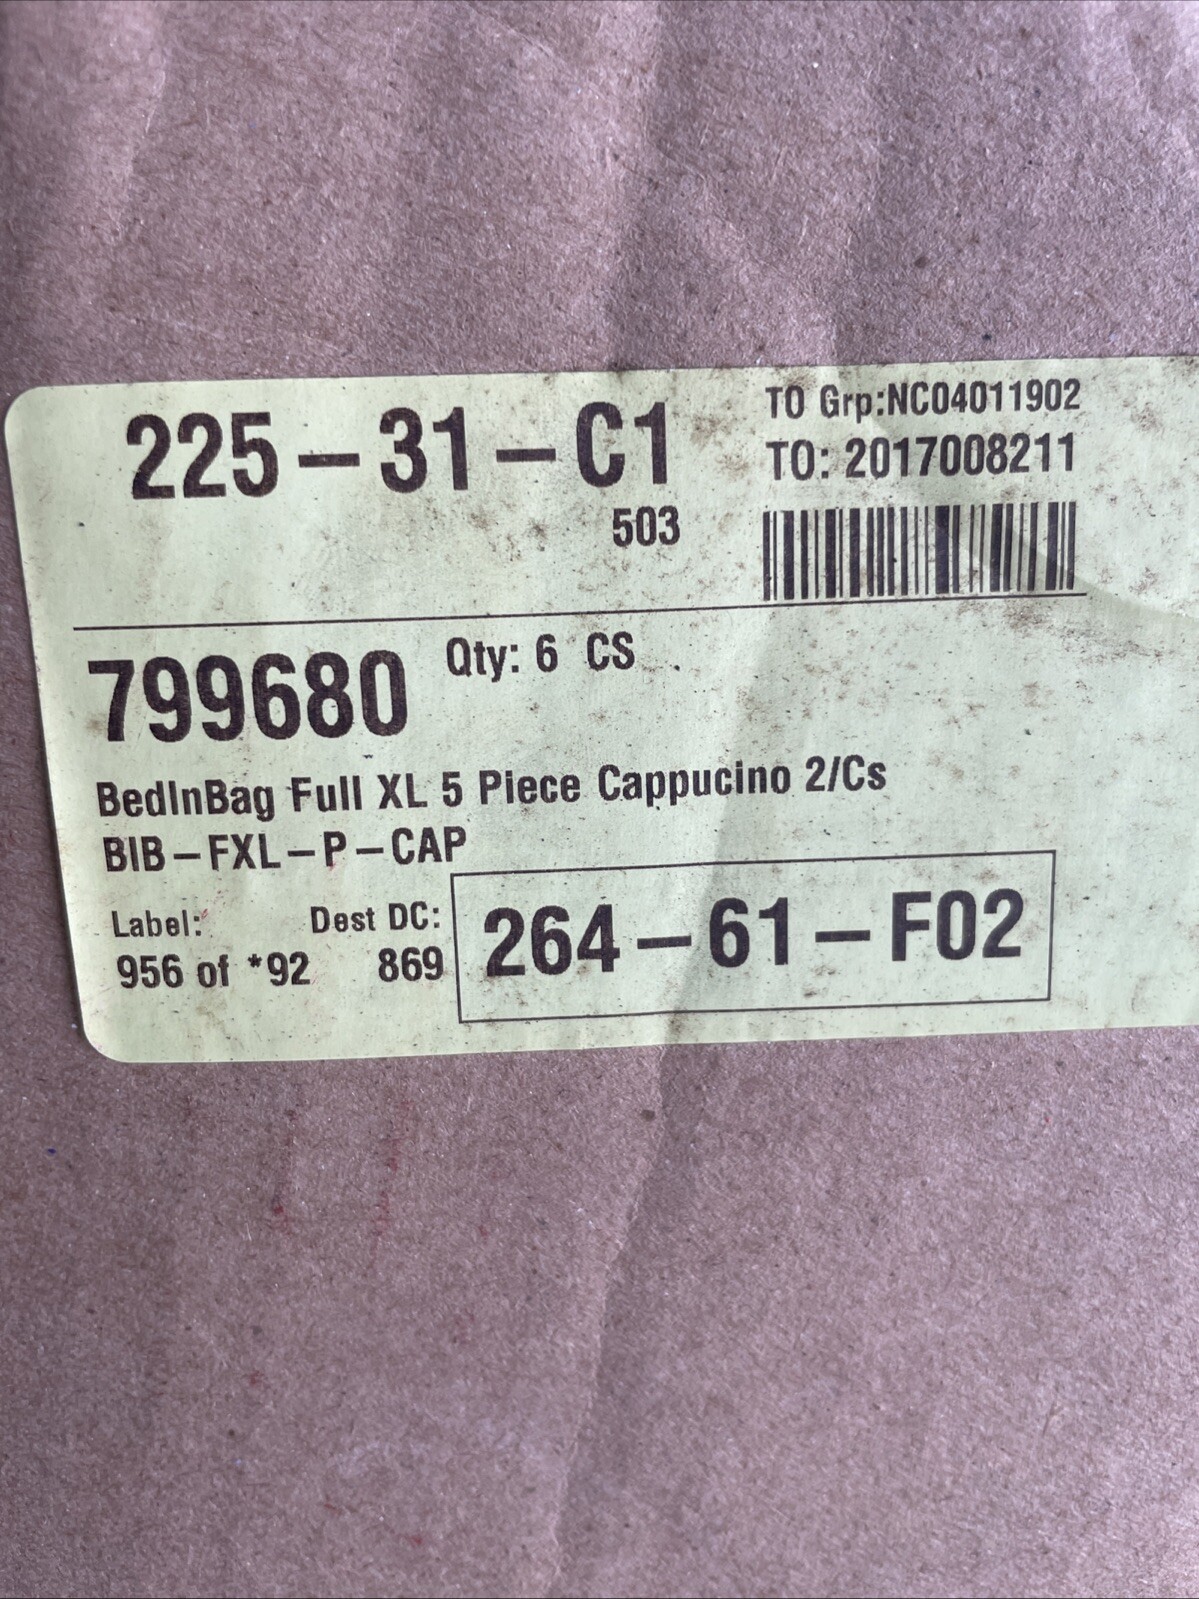 225-31-C1
503
TO Grp:NC04011902
TO: 2017008211
799680
Qty: 6 CS
BedInBag Full XL 5 Piece Cappucino 2/Cs
BIB-FXL-P-CAP
Label:
956 of *92
Dest DC:
869
264-61-F02